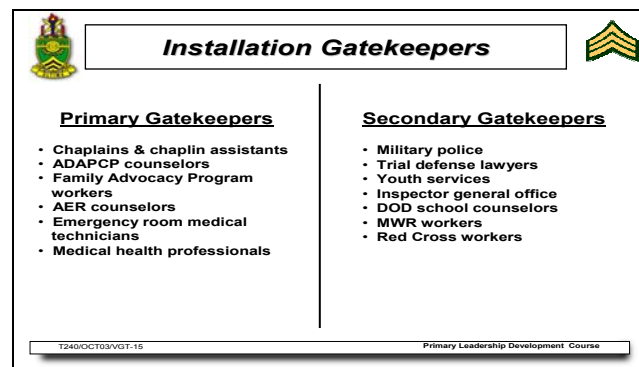 Installation Gatekeepers
Primary Gatekeepers
• Chaplains & chaplin assistants
• ADAPCP counselors
• Family Advocacy Program
workers
• AER counselors
• Emergency room medical
technicians
• Medical health professionals
Secondary Gatekeepers
• Military police
• Trial defense lawyers
• Youth services
• Inspector general office
• DOD school counselors
• MWR workers
• Red Cross workers
T240/OCT03/VGT-15
Primary Leadership Development Course